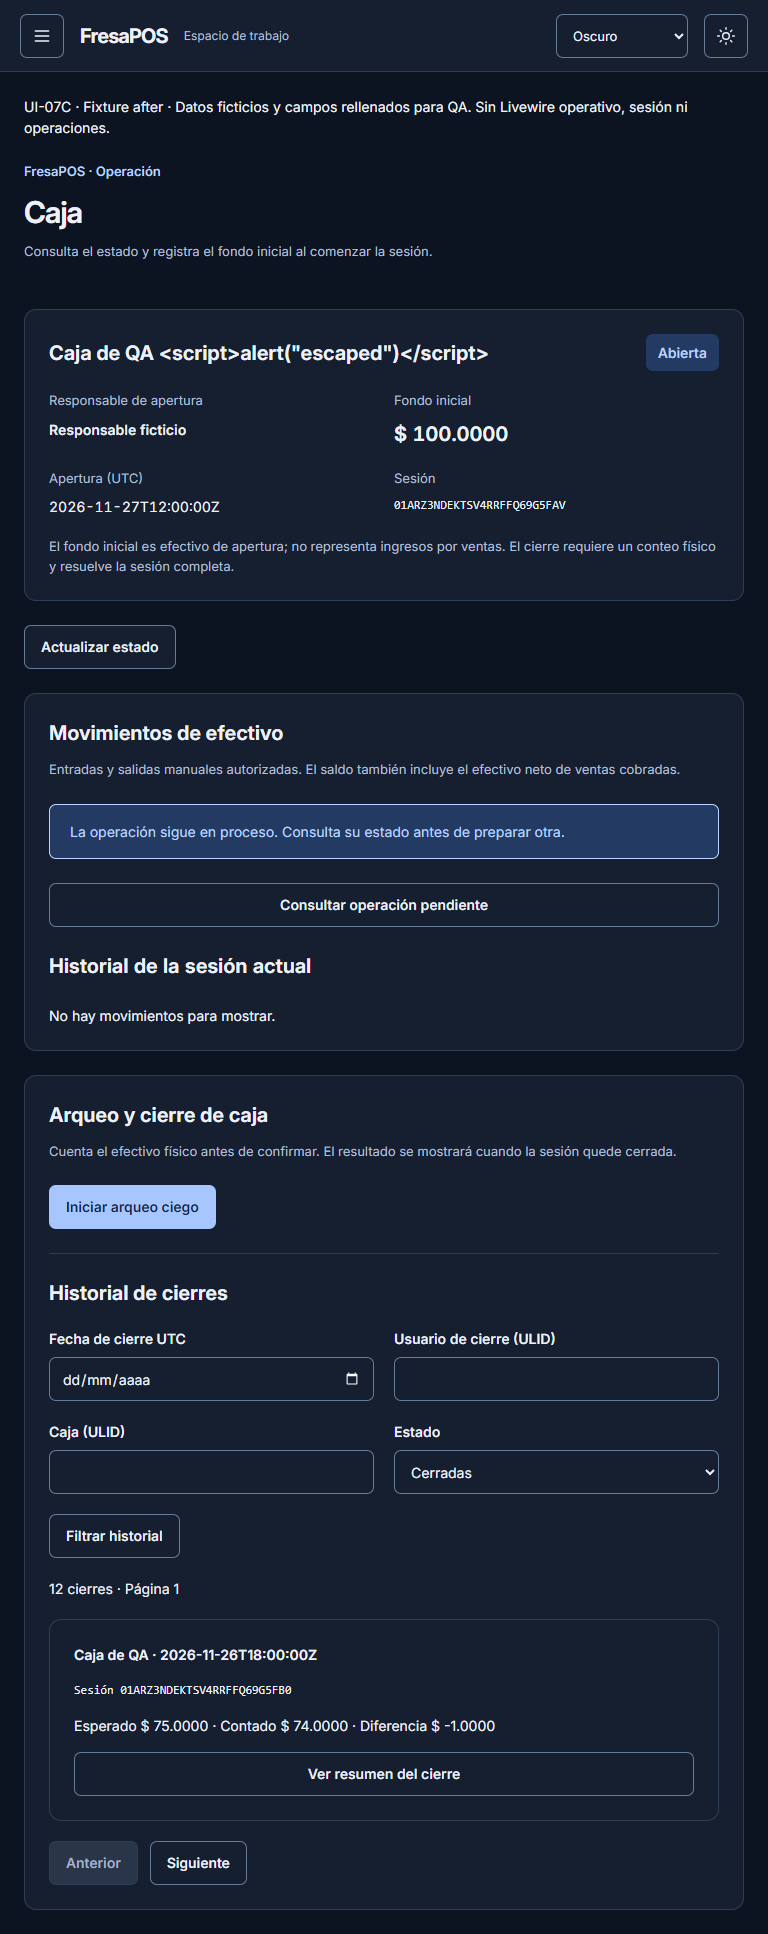 FresaPOS
Espacio de trabajo
Oscuro
UI-07C · Fixture after · Datos ficticios y campos rellenados para QA. Sin Livewire operativo, sesión ni
operaciones.
FresaPOS · Operación
Caja
Consulta el estado y registra el fondo inicial al comenzar la sesión.
Caja de QA <script>alert("escaped")</script>
Abierta
Responsable de apertura
Responsable ficticio
Fondo inicial
$ 100.0000
Apertura (UTC)
2026-11-27T12:00:00Z
Sesión
01ARZ3NDEKTSV4RRFFQ69G5FAV
El fondo inicial es efectivo de apertura; no representa ingresos por ventas. El cierre requiere un conteo físico
y resuelve la sesión completa.
Actualizar estado
Movimientos de efectivo
Entradas y salidas manuales autorizadas. El saldo también incluye el efectivo neto de ventas cobradas.
La operación sigue en proceso. Consulta su estado antes de preparar otra.
Consultar operación pendiente
Historial de la sesión actual
No hay movimientos para mostrar.
Arqueo y cierre de caja
Cuenta el efectivo físico antes de confirmar. El resultado se mostrará cuando la sesión quede cerrada.
Iniciar arqueo ciego
Historial de cierres
Fecha de cierre UTC
dd/mm/aaaa
Usuario de cierre (ULID)
Caja (ULID)
Estado
Cerradas
Filtrar historial
12 cierres · Página 1
Caja de QA · 2026-11-26T18:00:00Z
Sesión 01ARZ3NDEKTSV4RRFFQ69G5FB0
Esperado $ 75.0000 · Contado $ 74.0000 · Diferencia $ -1.0000
Ver resumen del cierre
Anterior
Siguiente